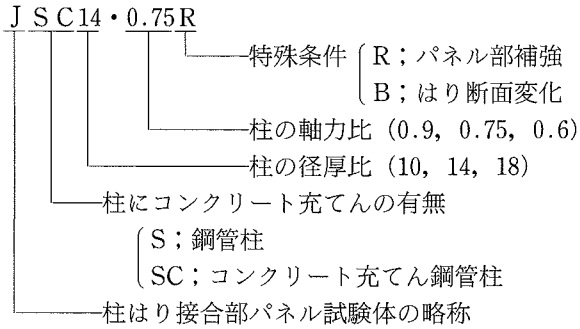 JSC14・0.75R
特殊条件 R；パネル部補強
B；はり断面変化
柱の軸力比 (0.9, 0.75, 0.6)
柱の径厚比 (10, 14, 18)
柱にコンクリート充てんの有無
S；鋼管柱
SC；コンクリート充てん鋼管柱
柱はり接合部パネル試験体の略称